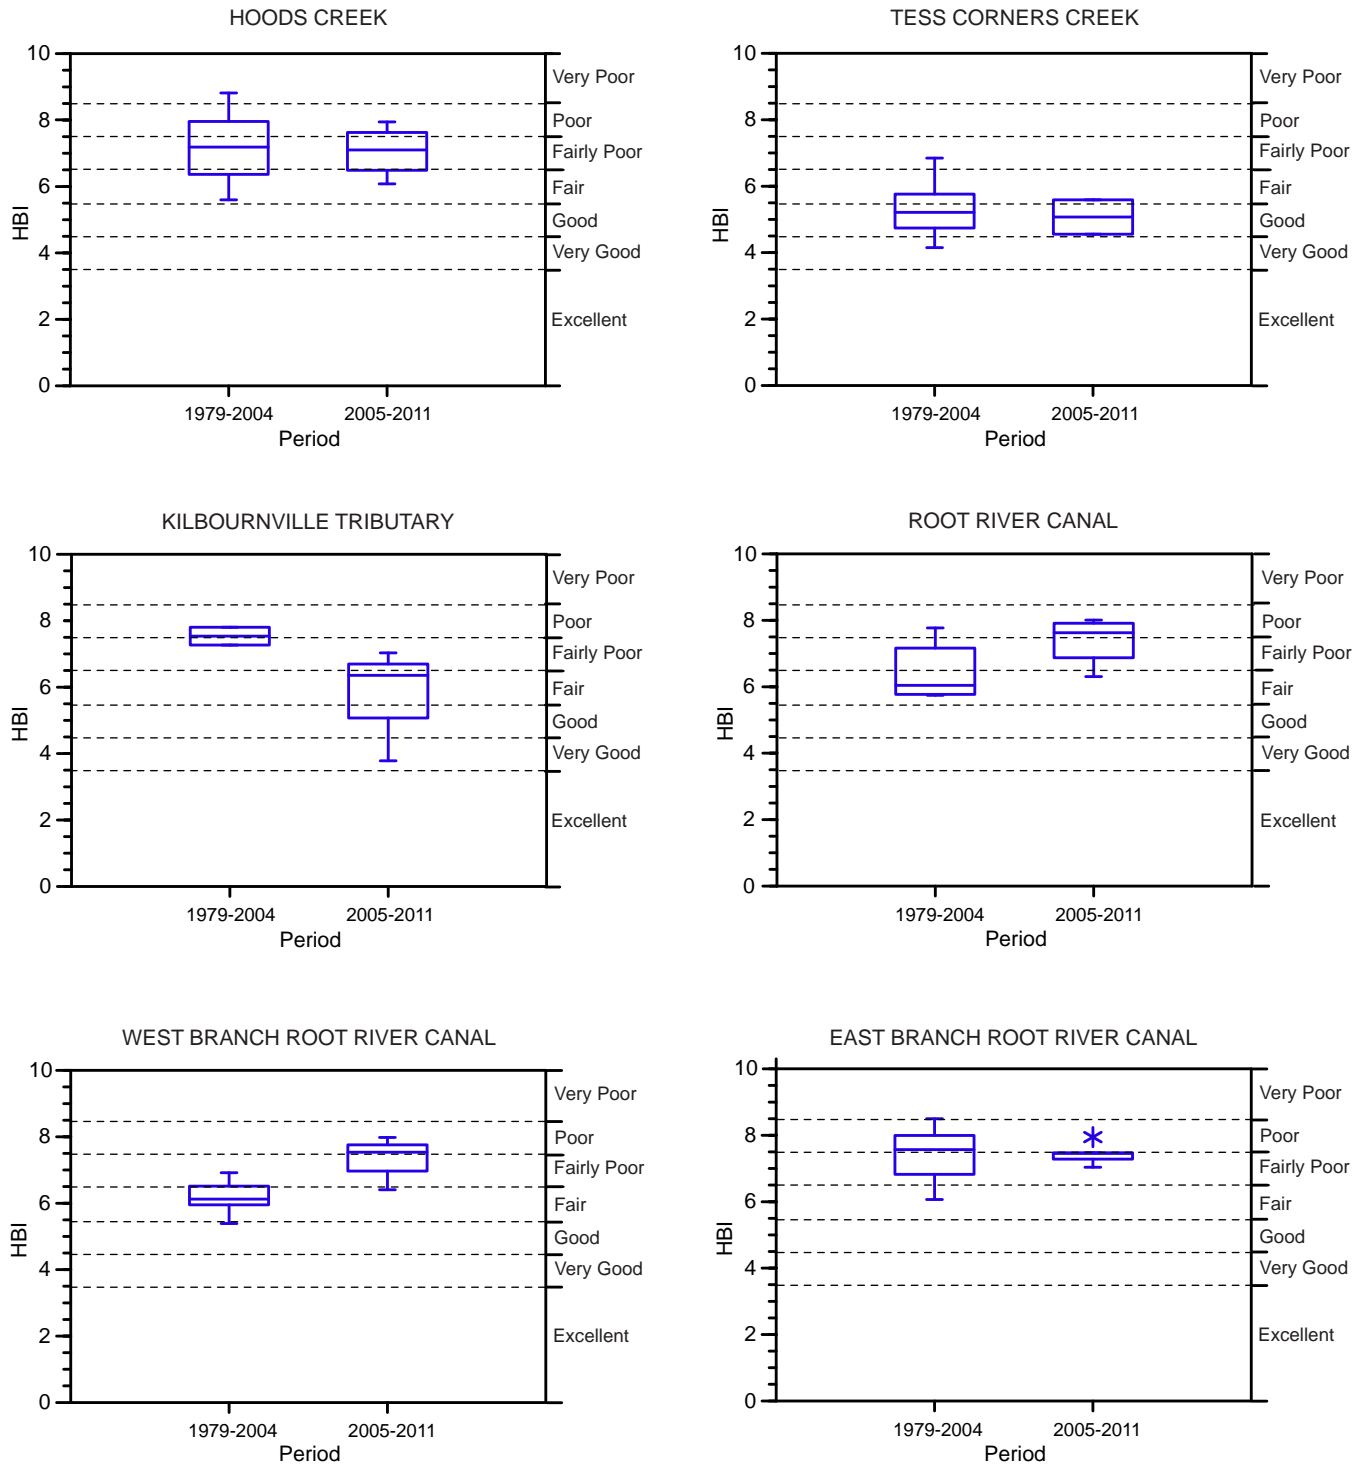 HOODS CREEK
10
8
6
4
2
0
HBI
Very Poor
Poor
Fairly Poor
Fair
Good
Very Good
Excellent
1979-2004
2005-2011
Period
TESS CORNERS CREEK
10
8
6
4
2
0
HBI
Very Poor
Poor
Fairly Poor
Fair
Good
Very Good
Excellent
1979-2004
2005-2011
Period
KILBOURNVILLE TRIBUTARY
10
8
6
4
2
0
HBI
Very Poor
Poor
Fairly Poor
Fair
Good
Very Good
Excellent
1979-2004
2005-2011
Period
ROOT RIVER CANAL
10
8
6
4
2
0
HBI
Very Poor
Poor
Fairly Poor
Fair
Good
Very Good
Excellent
1979-2004
2005-2011
Period
WEST BRANCH ROOT RIVER CANAL
10
8
6
4
2
0
HBI
Very Poor
Poor
Fairly Poor
Fair
Good
Very Good
Excellent
1979-2004
2005-2011
Period
EAST BRANCH ROOT RIVER CANAL
10
8
6
4
2
0
HBI
Very Poor
Poor
Fairly Poor
Fair
Good
Very Good
Excellent
1979-2004
2005-2011
Period